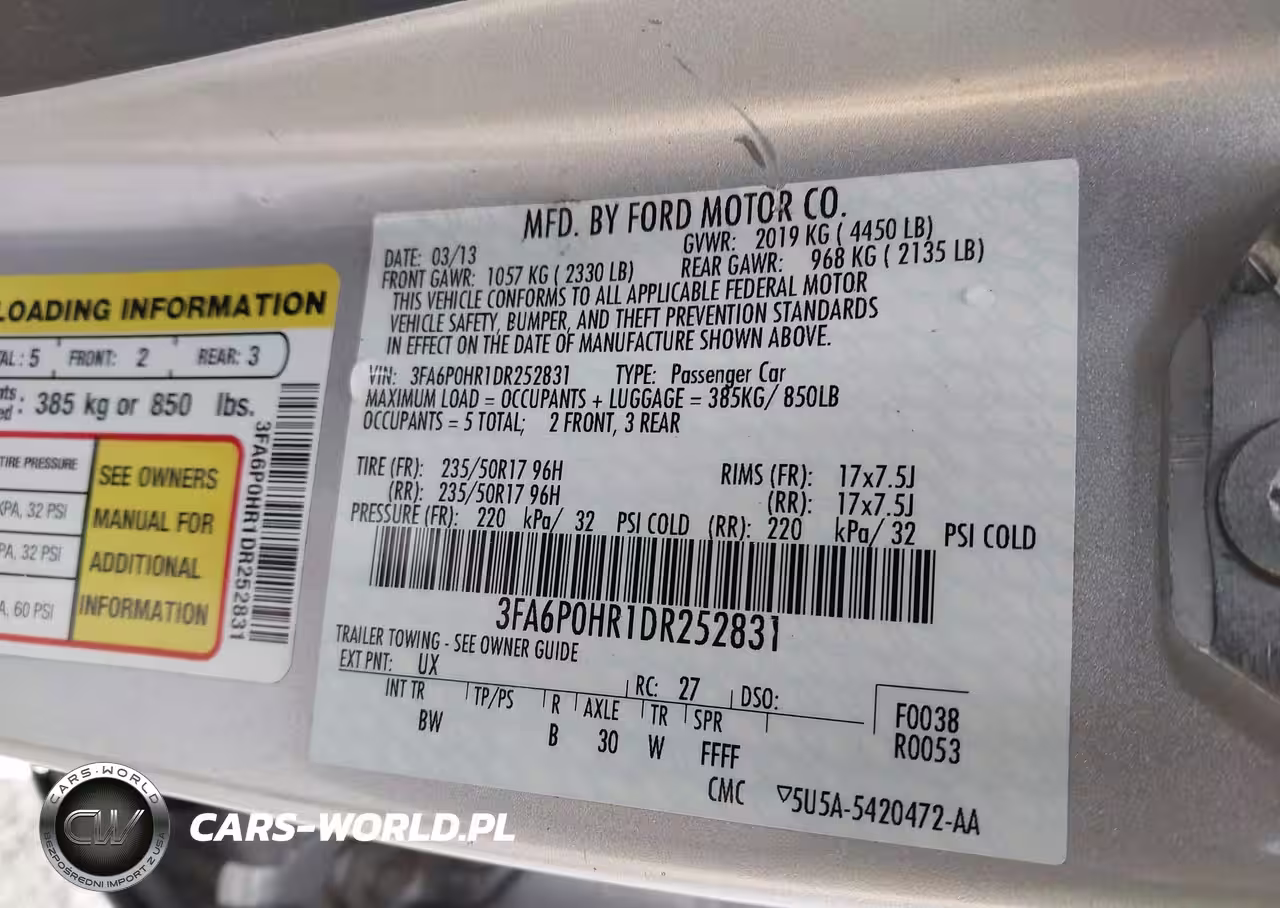 LOADING INFORMATION
AL: 5 FRONT: 2 REAR: 3
385 kg or 850 lbs.
TIRE PRESSURE
KPA, 32 PSI
PA, 32 PSI
A, 60 PSI
SEE OWNERS
MANUAL FOR
ADDITIONAL
INFORMATION
3FA6P0HR1DR252831
MFD. BY FORD MOTOR CO.
DATE: 03/13 GVWR: 2019 KG ( 4450 LB)
FRONT GAWR: 1057 KG ( 2330 LB) REAR GAWR: 968 KG ( 2135 LB)
THIS VEHICLE CONFORMS TO ALL APPLICABLE FEDERAL MOTOR
VEHICLE SAFETY, BUMPER, AND THEFT PREVENTION STANDARDS
IN EFFECT ON THE DATE OF MANUFACTURE SHOWN ABOVE.
VIN: 3FA6P0HR1DR252831 TYPE: Passenger Car
MAXIMUM LOAD = OCCUPANTS + LUGGAGE = 385KG/ 850LB
OCCUPANTS = 5 TOTAL; 2 FRONT, 3 REAR
TIRE (FR): 235/50R17 96H RIMS (FR): 17x7.5J
(RR): 235/50R17 96H (RR): 17x7.5J
PRESSURE (FR): 220 kPa/ 32 PSI COLD (RR): 220 kPa/ 32 PSI COLD
3FA6P0HR1DR252831
TRAILER TOWING - SEE OWNER GUIDE
EXT PNT: UX RC: 27 DSO:
INT TR TP/PS R AXLE TR SPR
BW B 30 W FFFF
F0038
R0053
CMC ▽5U5A-5420472-AA
CARS-WORLD
CW
BEZPOŚREDNI IMPORT Z USA
CARS-WORLD.PL